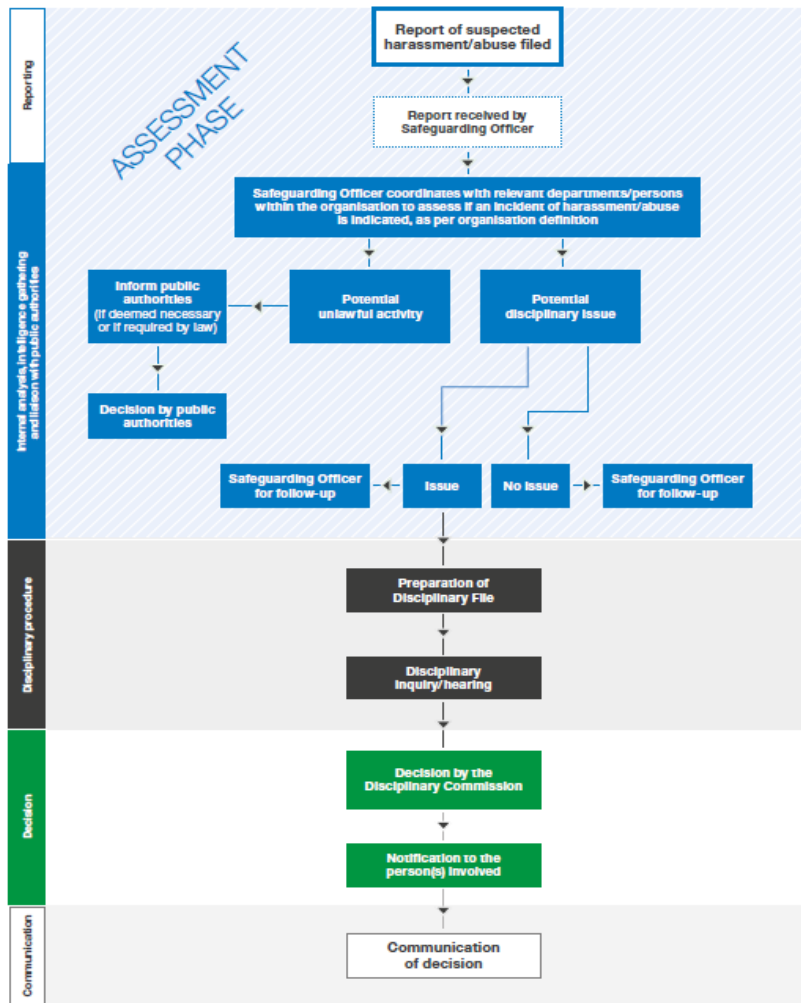 Reporting
ASSESSMENT
PHASE
Report of suspected
harassment/abuse filed
Report received by
Safeguarding Officer
Internal analysis, intelligence gathering
and liaison with public authorities
Safeguarding Officer coordinates with relevant departments/persons
within the organisation to assess if an incident of harassment/abuse
is indicated, as per organisation definition
Inform public
authorities
(if deemed necessary
or if required by law)
Potential
unlawful activity
Potential
disciplinary issue
Decision by public
authorities
Safeguarding Officer
for follow-up
Issue
No issue
Safeguarding Officer
for follow-up
Disciplinary procedure
Preparation of
Disciplinary File
Disciplinary
inquiry/hearing
Decision
Decision by the
Disciplinary Commission
Notification to the
person(s) involved
Communication
Communication
of decision